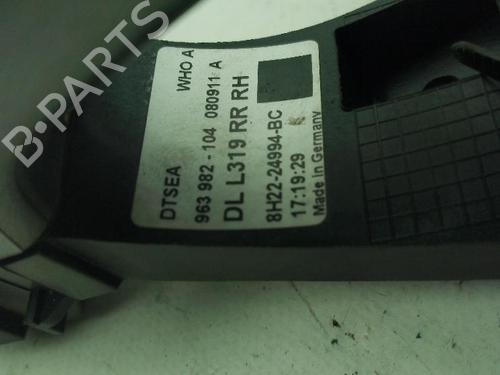 WHO A
DTSEA
963 982 - 104 080911 A
DL L319 RR RH
8H22-24994-BC
17:19:29
Made in Germany
B-PARTS